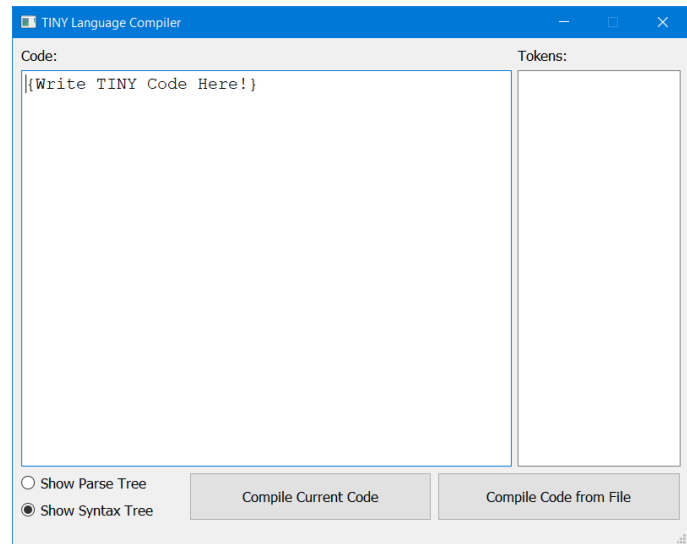 TINY Language Compiler
Code:
Tokens:
{Write TINY Code Here!}
Show Parse Tree
Show Syntax Tree
Compile Current Code
Compile Code from File